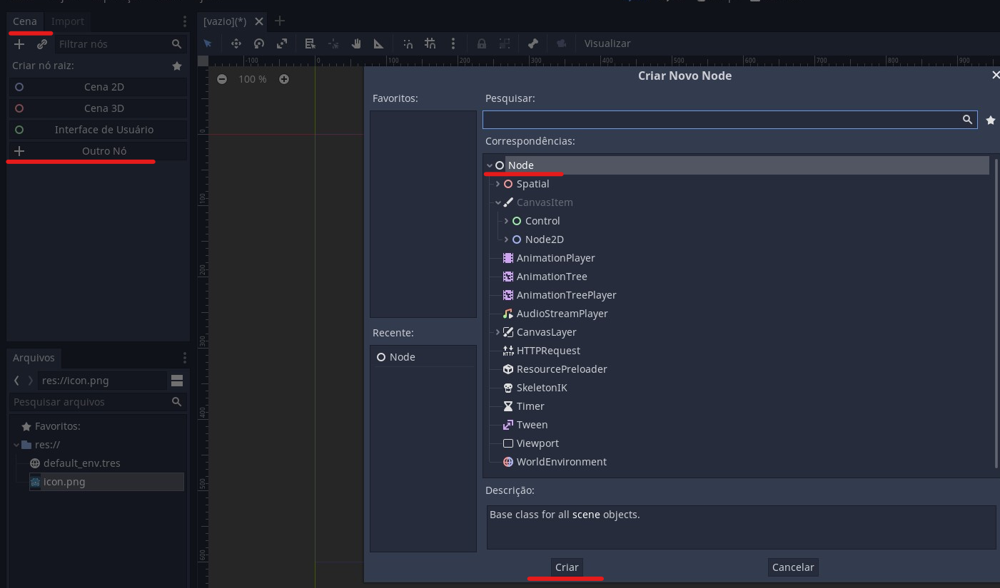 Cena Import
Filtrar nós
Criar nó raiz:
Cena 2D
Cena 3D
Interface de Usuário
Outro Nó
Arquivos
res://icon.png
Pesquisar arquivos
Favoritos:
res://
default_env.tres
icon.png
[vazio](*)
Visualizar
-100 0 100 200 300 400 500 600 700 800 900
100 %
0
100
200
300
400
500
600
Criar Novo Node
Favoritos:
Recente:
Node
Pesquisar:
Correspondências:
Node
Spatial
CanvasItem
Control
Node2D
AnimationPlayer
AnimationTree
AnimationTreePlayer
AudioStreamPlayer
CanvasLayer
HTTP HTTPRequest
ResourcePreloader
SkeletonIK
Timer
Tween
Viewport
WorldEnvironment
Descrição:
Base class for all scene objects.
Criar Cancelar